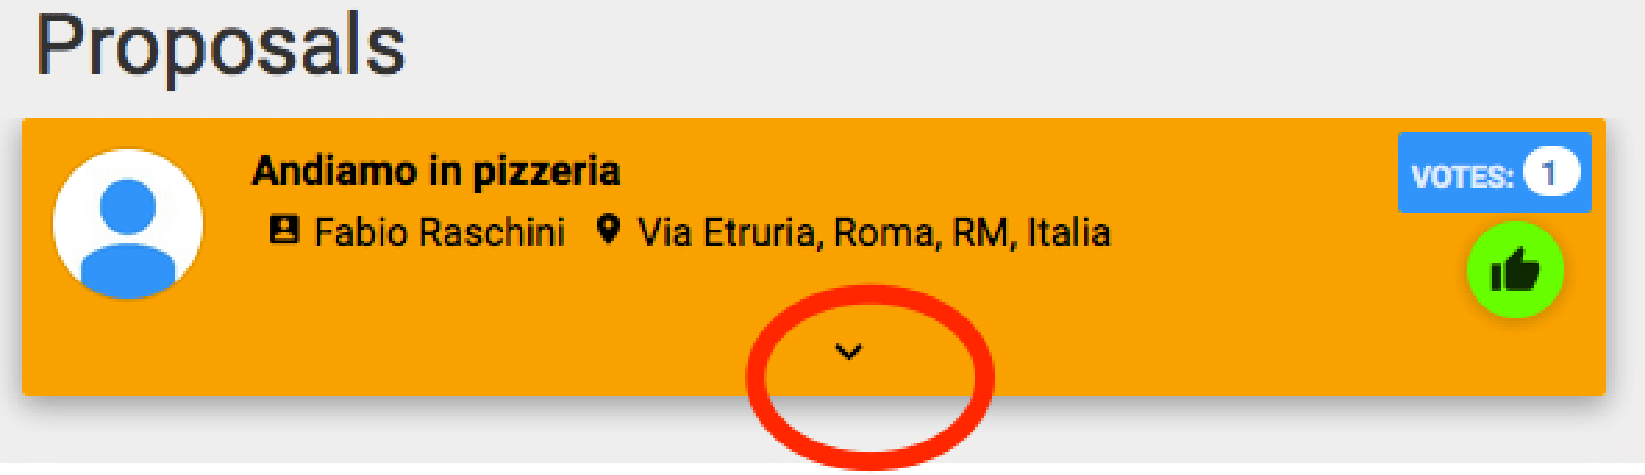 Proposals
Andiamo in pizzeria
VOTES: 1
Fabio Raschini Via Etruria, Roma, RM, Italia